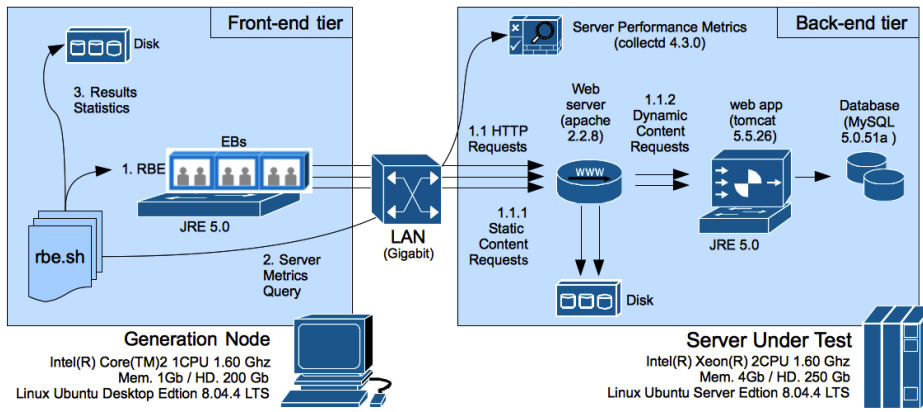 Front-end tier
Disk
3. Results
Statistics
EBs
1. RBE
JRE 5.0
rbe.sh
2. Server
Metrics
Query
LAN
(Gigabit)
Back-end tier
Server Performance Metrics
(collectd 4.3.0)
Web
server
(apache
2.2.8)
1.1 HTTP
Requests
1.1.2
Dynamic
Content
Requests
web app
(tomcat
5.5.26)
Database
(MySQL
5.0.51a )
www
1.1.1
Static
Content
Requests
JRE 5.0
Disk
Generation Node
Intel(R) Core(TM)2 1CPU 1.60 Ghz
Mem. 1Gb / HD. 200 Gb
Linux Ubuntu Desktop Edtion 8.04.4 LTS
Server Under Test
Intel(R) Xeon(R) 2CPU 1.60 Ghz
Mem. 4Gb / HD. 250 Gb
Linux Ubuntu Server Edtion 8.04.4 LTS